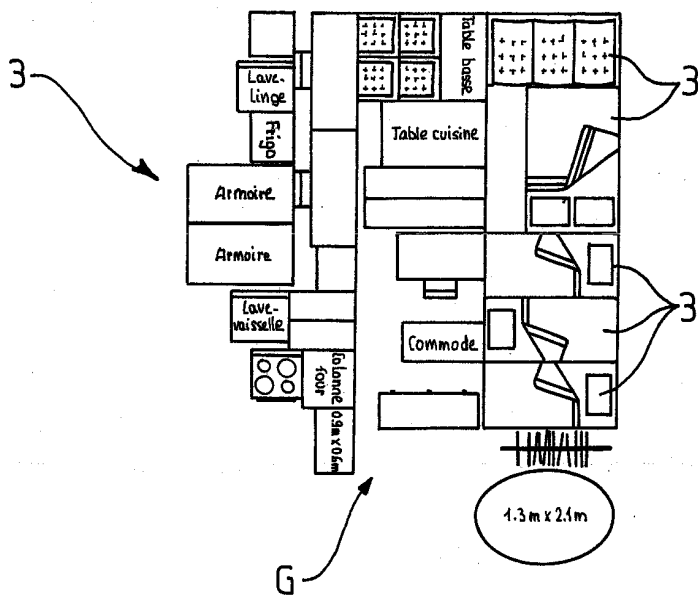 3
Lave-
Linge
Frigo
Armoire
Armoire
Lave-
vaisselle
Colonne
four
0.9m x 0.6m
Table basse
Table cuisine
Commode
3
3
1.3 m x 2.1 m
G